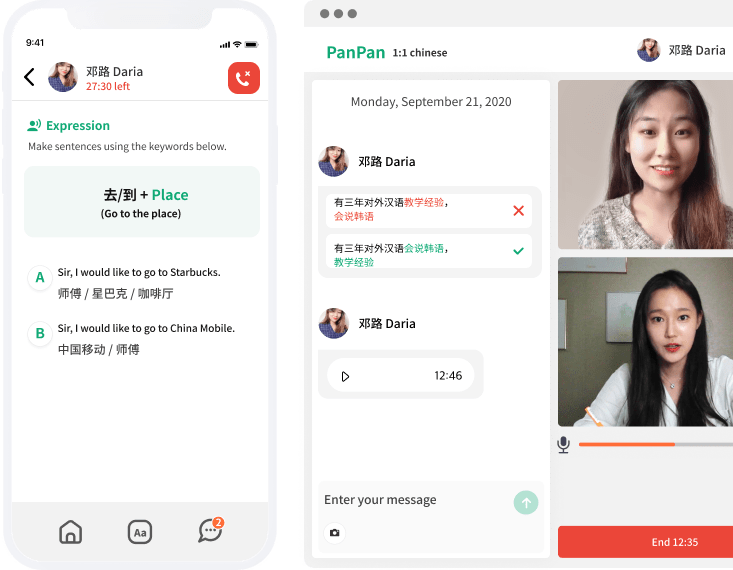 9:41
邓路 Daria
27:30 left
Expression
Make sentences using the keywords below.
去/到 + Place
(Go to the place)
A
Sir, I would like to go to Starbucks.
师傅 / 星巴克 / 咖啡厅
B
Sir, I would like to go to China Mobile.
中国移动 / 师傅
Aa
2
PanPan 1:1 chinese
邓路 Daria
Monday, September 21, 2020
邓路 Daria
有三年对外汉语教学经验，
会说韩语
有三年对外汉语会说韩语，
教学经验
邓路 Daria
12:46
Enter your message
End 12:35